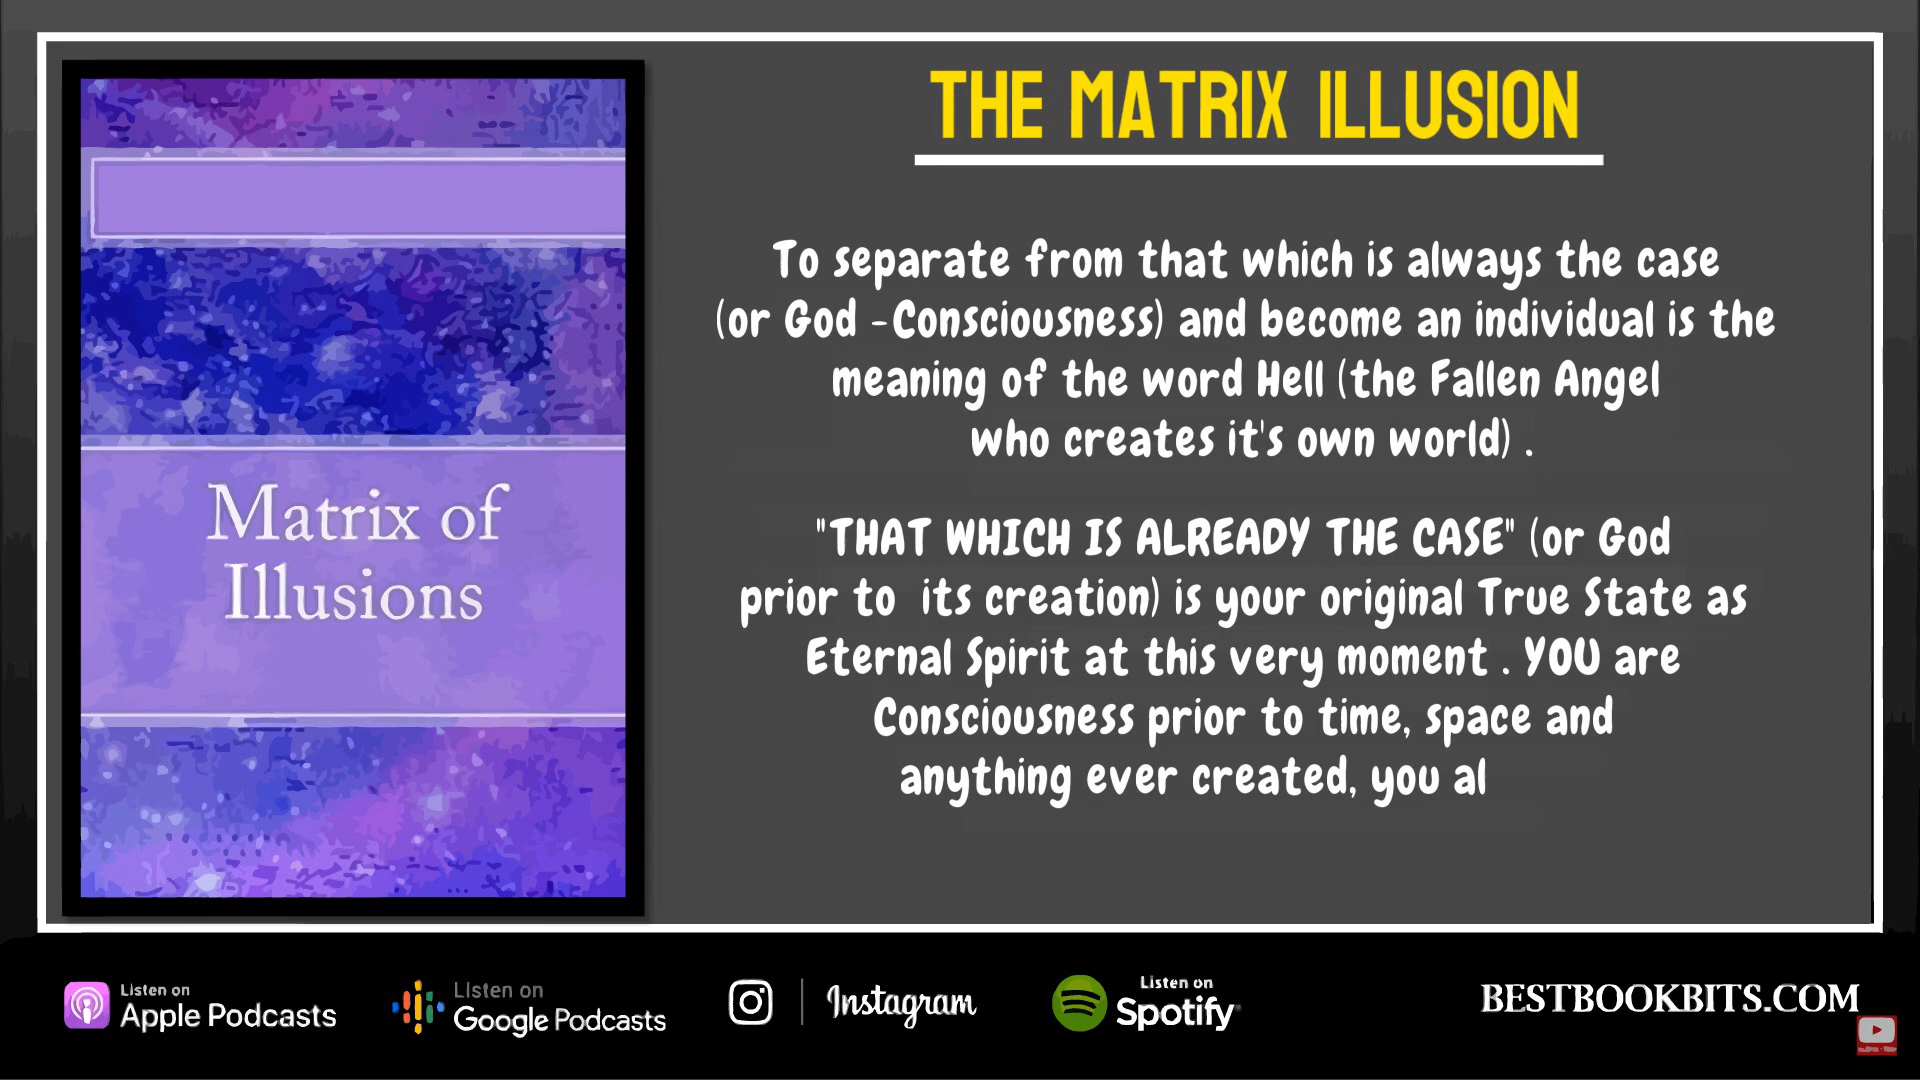 THE MATRIX ILLUSION
Matrix of
Illusions
To separate from that which is always the case
(or God -Consciousness) and become an individual is the
meaning of the word Hell (the Fallen Angel
who creates it's own world) .
"THAT WHICH IS ALREADY THE CASE" (or God
prior to its creation) is your original True State as
Eternal Spirit at this very moment . YOU are
Consciousness prior to time, space and
anything ever created, you al
Listen on
Apple Podcasts
Listen on
Google Podcasts
Instagram
Listen on
Spotify
BESTBOOKBITS.COM